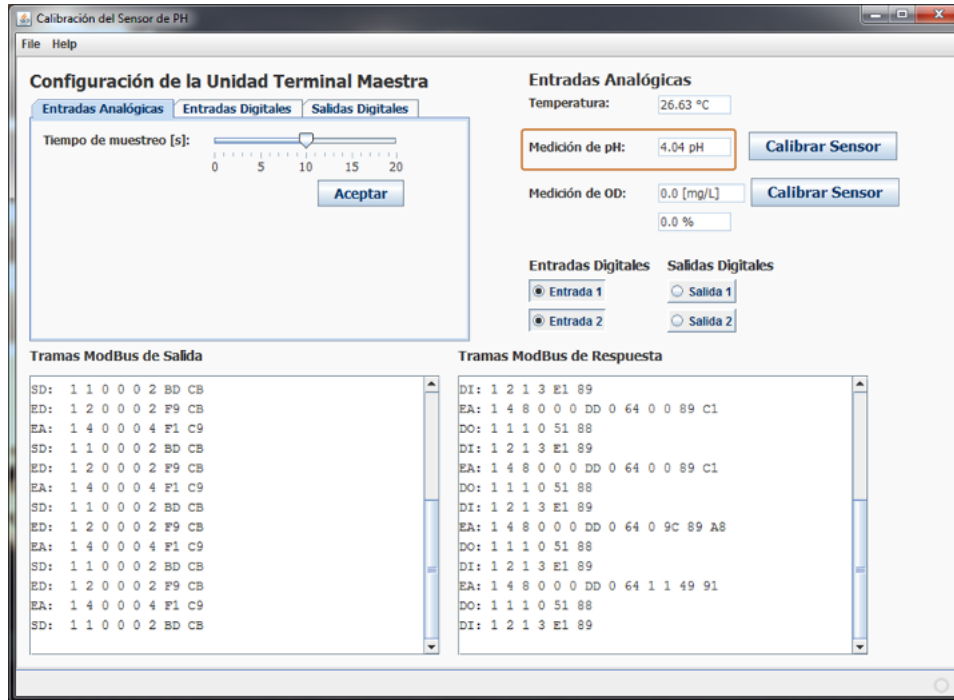 Calibración del Sensor de PH
File Help
Configuración de la Unidad Terminal Maestra
Entradas Analógicas Entradas Digitales Salidas Digitales
Tiempo de muestreo [s]:
0 5 10 15 20
Aceptar
Entradas Analógicas
Temperatura: 26.63 °C
Medición de pH: 4.04 pH Calibrar Sensor
Medición de OD: 0.0 [mg/L] Calibrar Sensor
0.0 %
Entradas Digitales Salidas Digitales
Entrada 1 Salida 1
Entrada 2 Salida 2
Tramas ModBus de Salida
SD: 1 1 0 0 0 2 BD CB
ED: 1 2 0 0 0 2 F9 CB
EA: 1 4 0 0 0 4 F1 C9
SD: 1 1 0 0 0 2 BD CB
ED: 1 2 0 0 0 2 F9 CB
EA: 1 4 0 0 0 4 F1 C9
SD: 1 1 0 0 0 2 BD CB
ED: 1 2 0 0 0 2 F9 CB
EA: 1 4 0 0 0 4 F1 C9
SD: 1 1 0 0 0 2 BD CB
ED: 1 2 0 0 0 2 F9 CB
EA: 1 4 0 0 0 4 F1 C9
SD: 1 1 0 0 0 2 BD CB
Tramas ModBus de Respuesta
DI: 1 2 1 3 E1 89
EA: 1 4 8 0 0 0 DD 0 64 0 0 89 C1
DO: 1 1 1 0 51 88
DI: 1 2 1 3 E1 89
EA: 1 4 8 0 0 0 DD 0 64 0 0 89 C1
DO: 1 1 1 0 51 88
DI: 1 2 1 3 E1 89
EA: 1 4 8 0 0 0 DD 0 64 0 9C 89 A8
DO: 1 1 1 0 51 88
DI: 1 2 1 3 E1 89
EA: 1 4 8 0 0 0 DD 0 64 1 1 49 91
DO: 1 1 1 0 51 88
DI: 1 2 1 3 E1 89